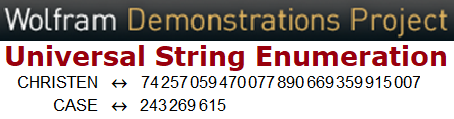 Wolfram Demonstrations Project
Universal String Enumeration
CHRISTEN ↔ 74 257 059 470 077 890 669 359 915 007
CASE ↔ 243 269 615